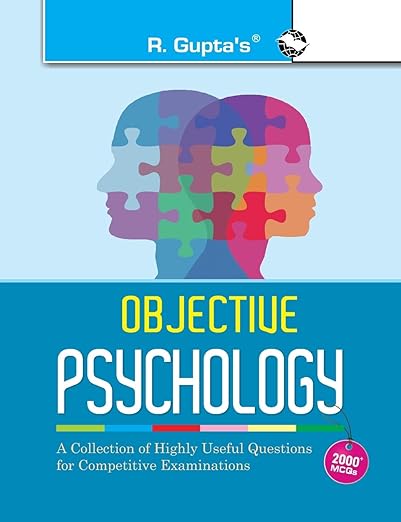 R. Gupta's®
OBJECTIVE
PSYCHOLOGY
A Collection of Highly Useful Questions
for Competitive Examinations
2000+
MCQs